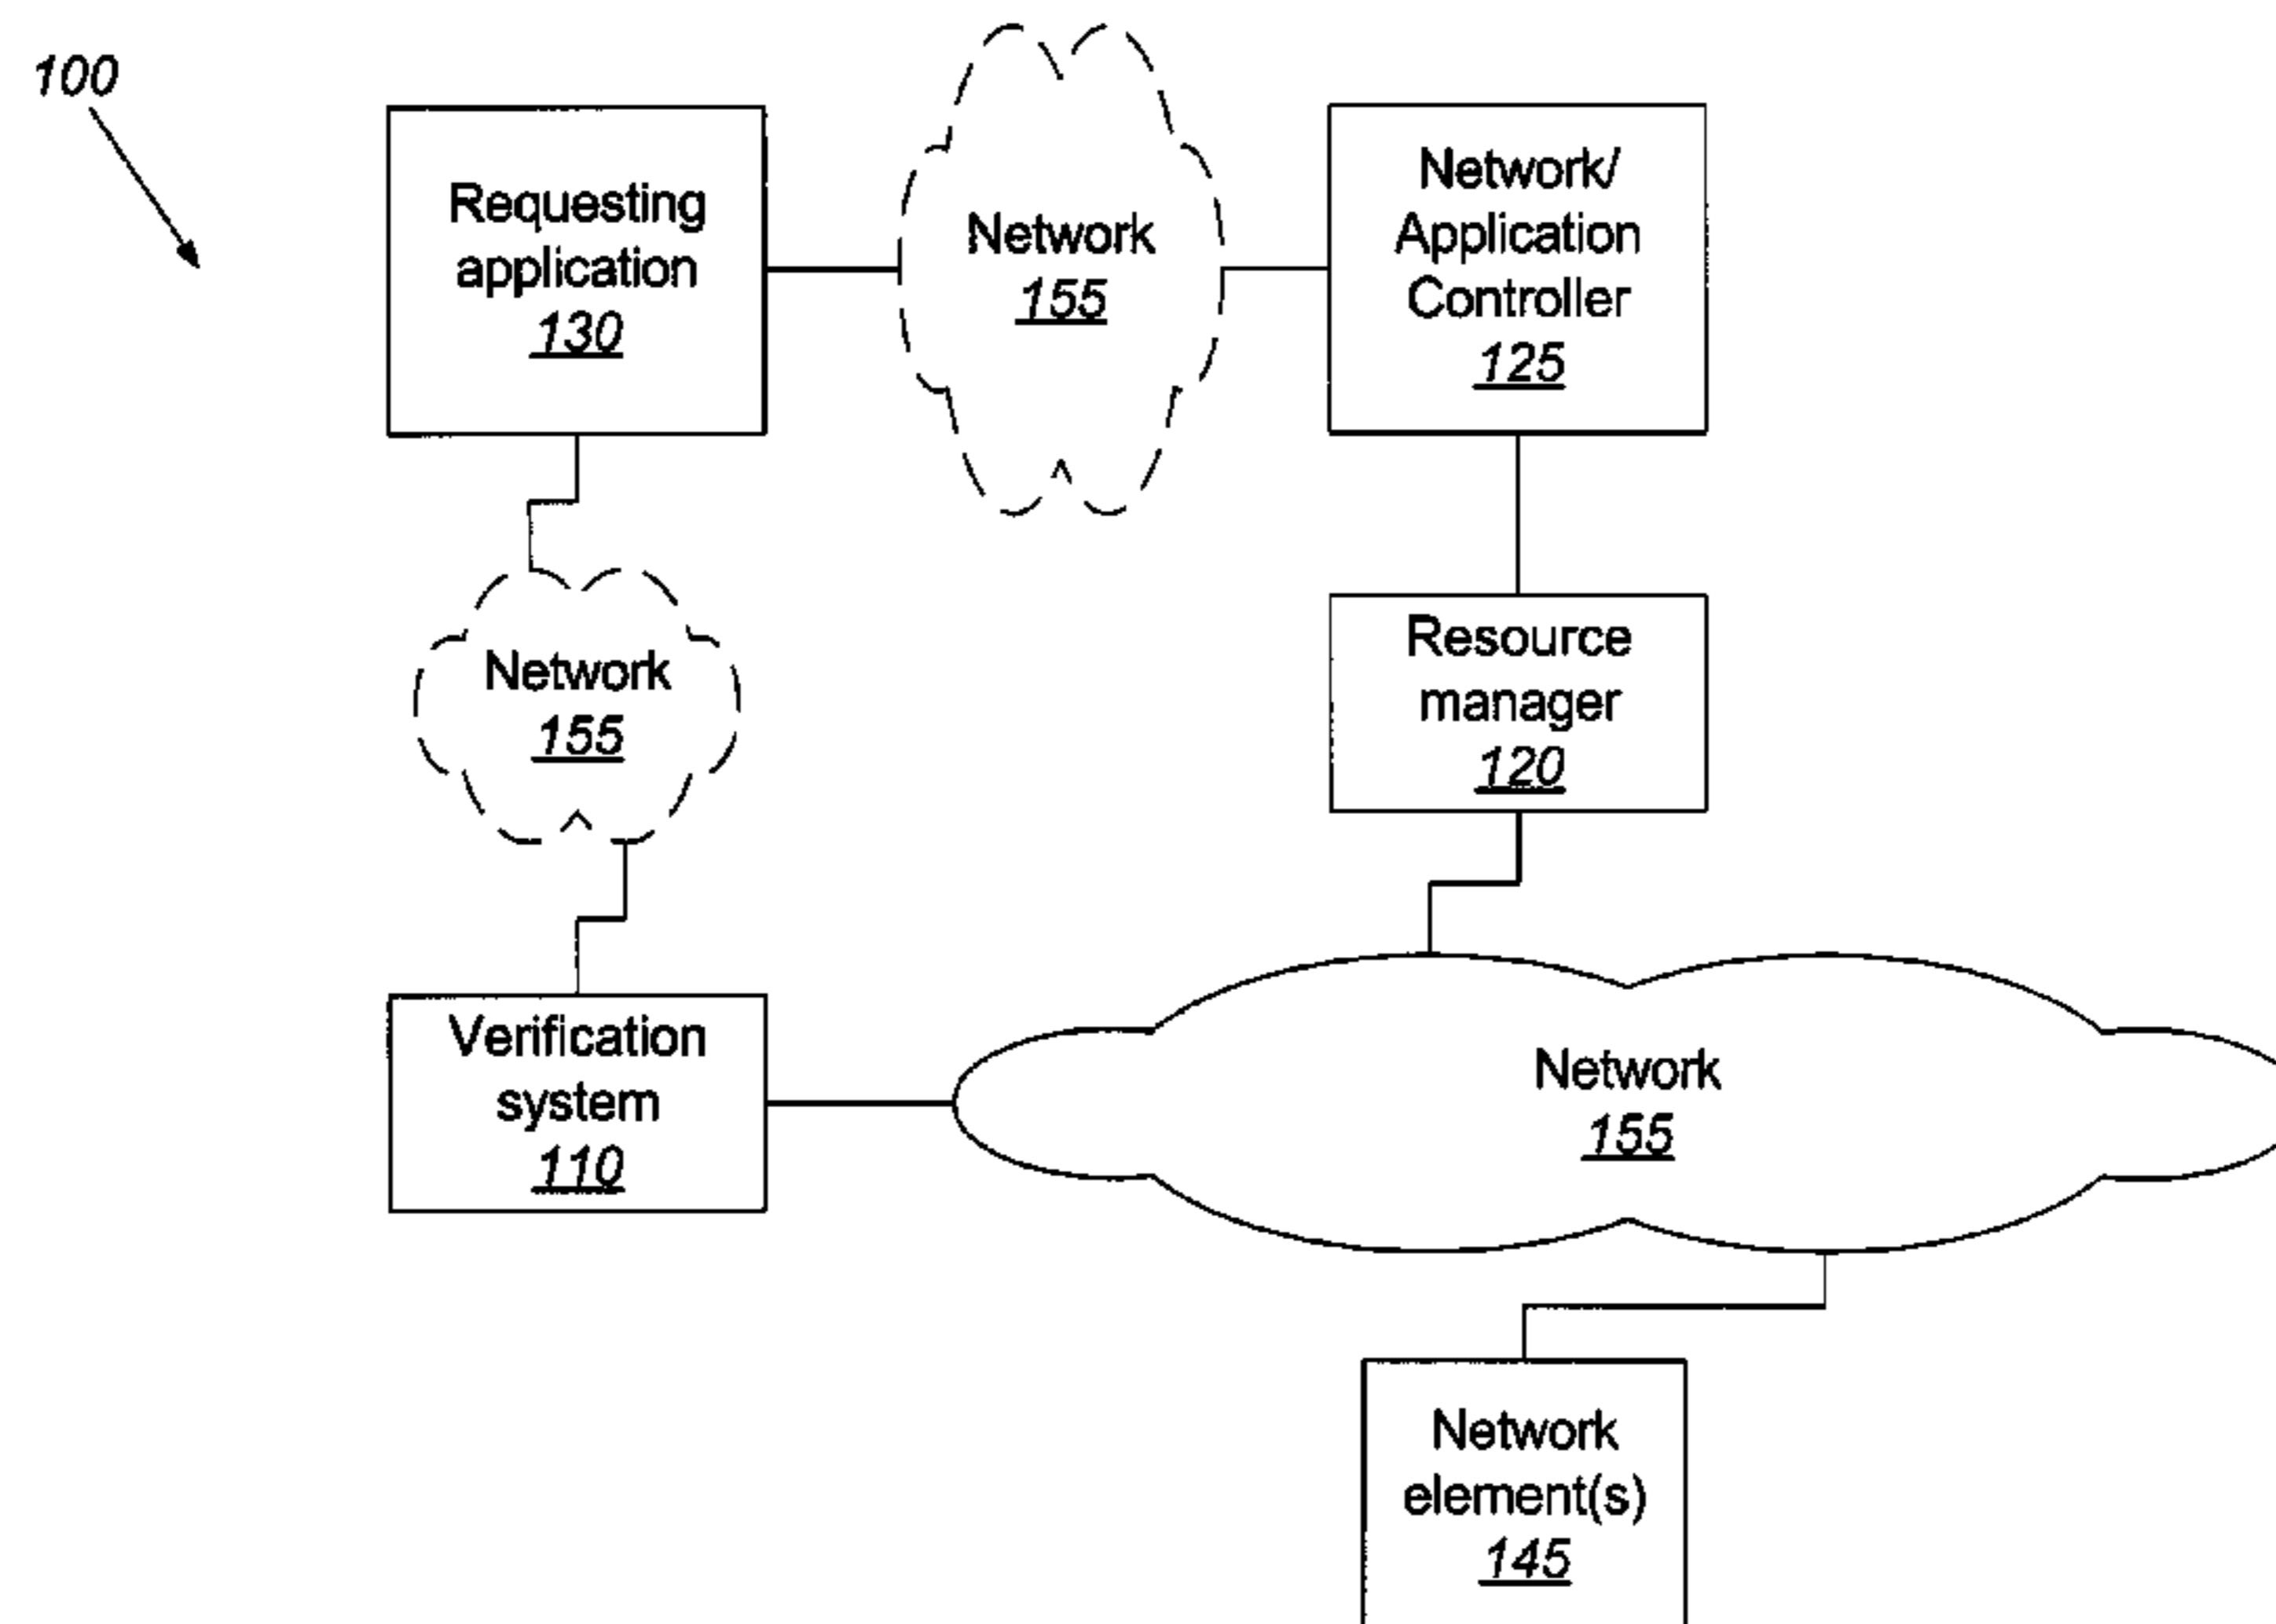 100
Requesting
application
130
Network
155
Network/
Application
Controller
125
Network
155
Resource
manager
120
Verification
system
110
Network
155
Network
element(s)
145